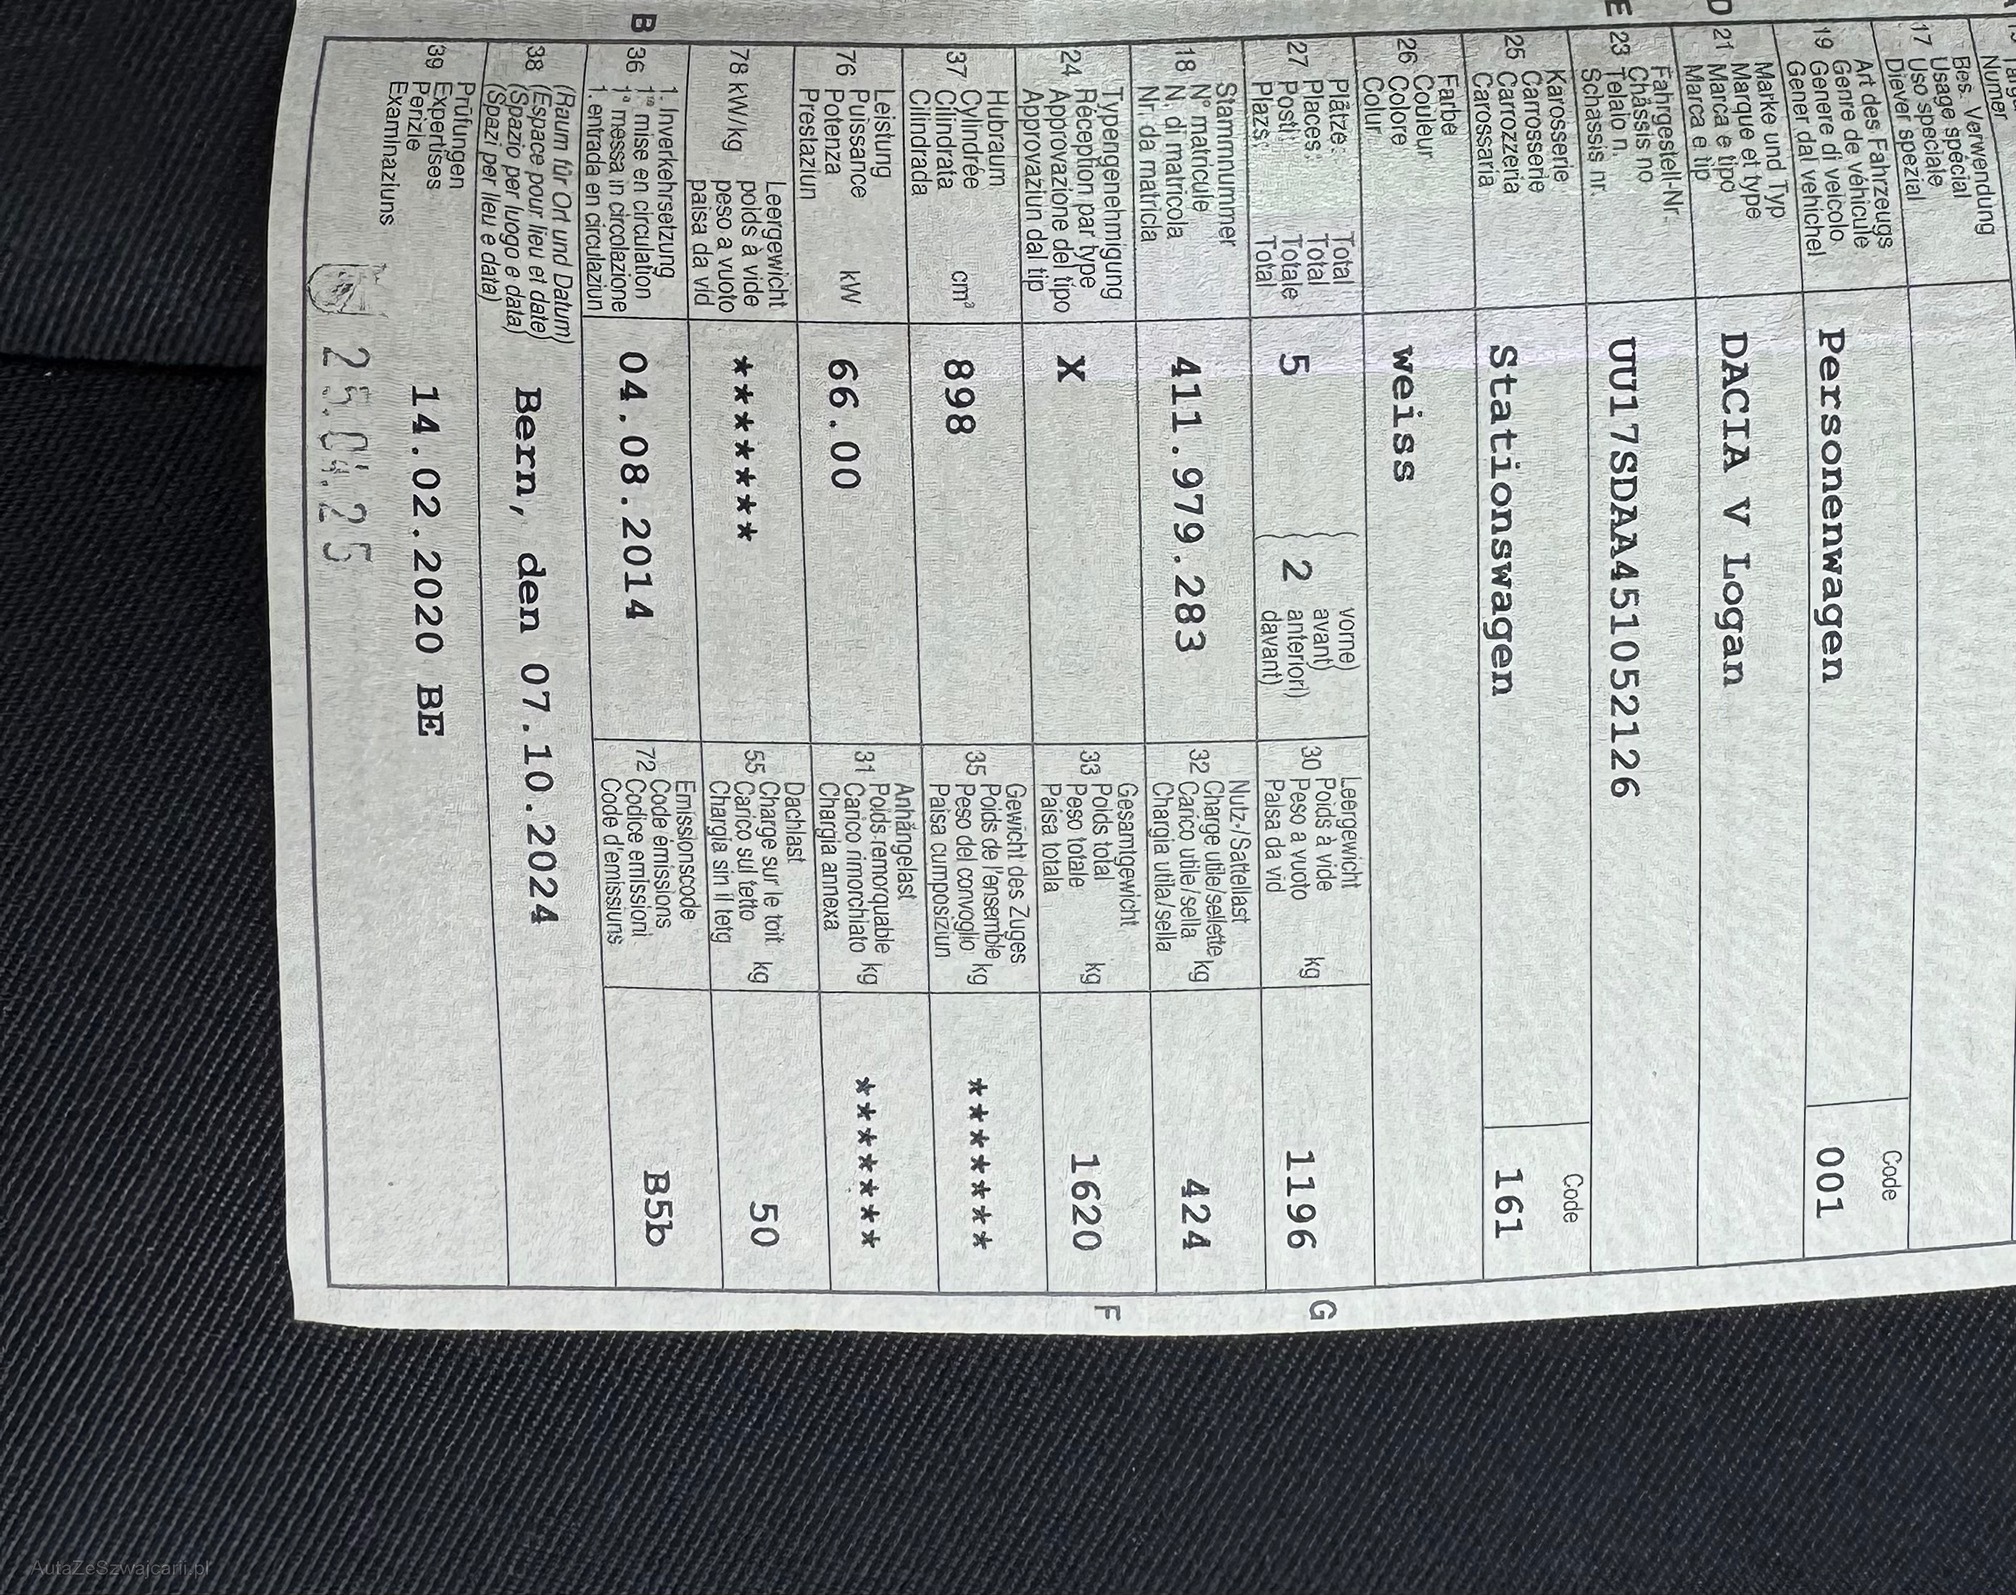 Numer
Bes. Verwendung
Usage spécial
17 Uso speciale
Diever spezial
Art des Fahrzeugs
Genre de véhicule
19 Genere di veicolo
Gener dal vehichel
Personenwagen
Code
001
Marke und Typ
Marque et type
D 21 Marca e tipo
Marca e tip
DACIA V Logan
Fahrgestell-Nr.
Châssis no
E 23 Telaio n.
Schassis nr.
UU17SDAA451052126
Karosserie
Carrosserie
25 Carrozzeria
Carossaria
Stationswagen
Code
161
Farbe
Couleur
26 Colore
Colur
weiss
Plätze: Total
Places: Total
27 Posti: Totale
Plazs: Total
5
2
vorne)
avant)
anteriori)
davant)
Leergewicht
30 Poids à vide
Peso a vuoto kg
Paisa da vid
1196
G
Stammnummer
N° matricule
18 N. di matricola
Nr. da matricla
411.979.283
Nutz-/Sattellast
32 Charge utile/sellette
Carico utile/sella kg
Chargia utila/sella
424
Typengenehmigung
Réception par type
24 Approvazione del tipo
Approvaziun dal tip
X
Gesamtgewicht
33 Poids total
Peso totale kg
Paisa totala
1620
F
Hubraum
37 Cylindrée
Cilindrata cm³
Cilindrada
898
Gewicht des Zuges
35 Poids de l'ensemble
Peso del convoglio kg
Paisa cumposiziun
*******
Leistung
76 Puissance
Potenza kW
Prestaziun
66.00
Anhängelast
31 Poids remorquable
Carico rimorchiato kg
Chargia annexa
*******
Leergewicht
78 kW/kg poids à vide
peso a vuoto
paisa da vid
*******
Dachlast
55 Charge sur le toit
Carico sul tetto kg
Chargia sin il tetg
50
1. Inverkehrsetzung
B 36 1re mise en circulation
1a messa in circolazione
1. entrada en circulaziun
04.08.2014
Emissionscode
72 Code émissions
Codice emissioni
Code d'emissiuns
B5b
(Raum für Ort und Datum)
38 (Espace pour lieu et date)
(Spazio per luogo e data)
(Spazi per lieu e data)
Bern, den 07.10.2024
Prüfungen
39 Expertises
Perizie
Examinaziuns
14.02.2020 BE
25.04.25
AutaZeSzwajcarii.pl